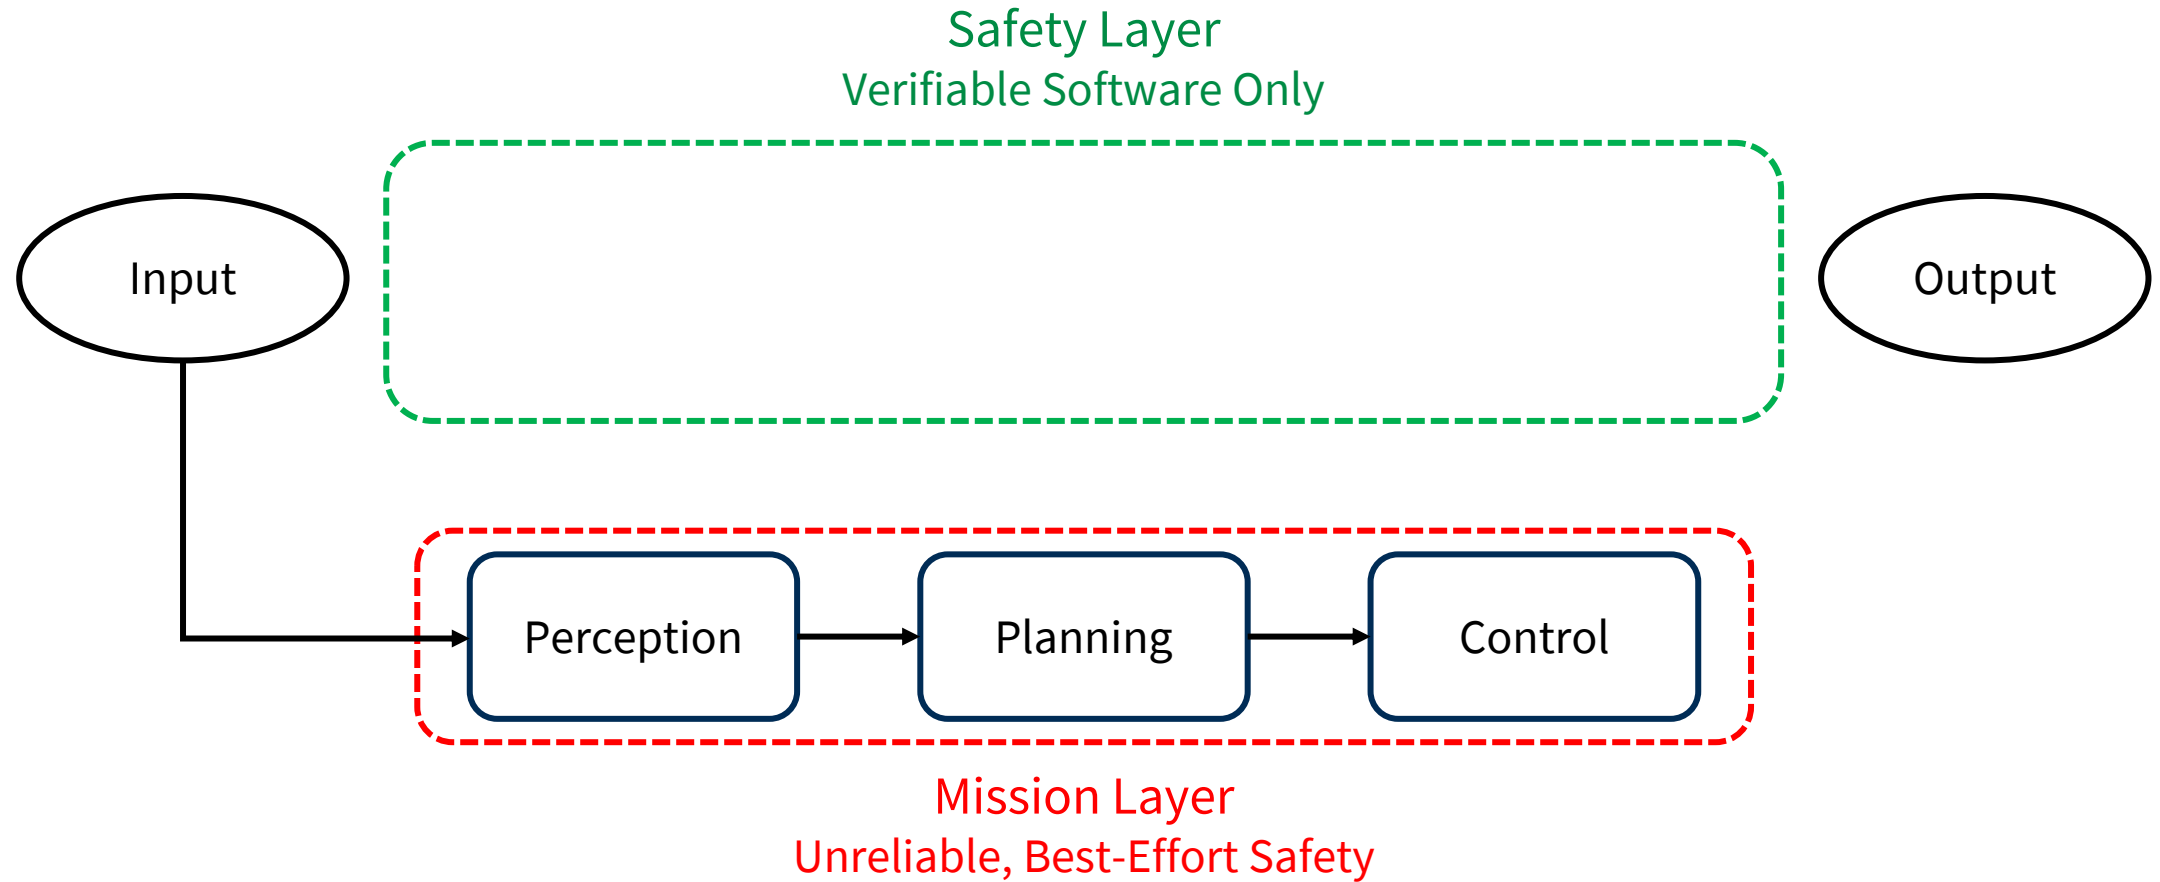 Safety Layer
Verifiable Software Only
Input
Output
Perception
Planning
Control
Mission Layer
Unreliable, Best-Effort Safety